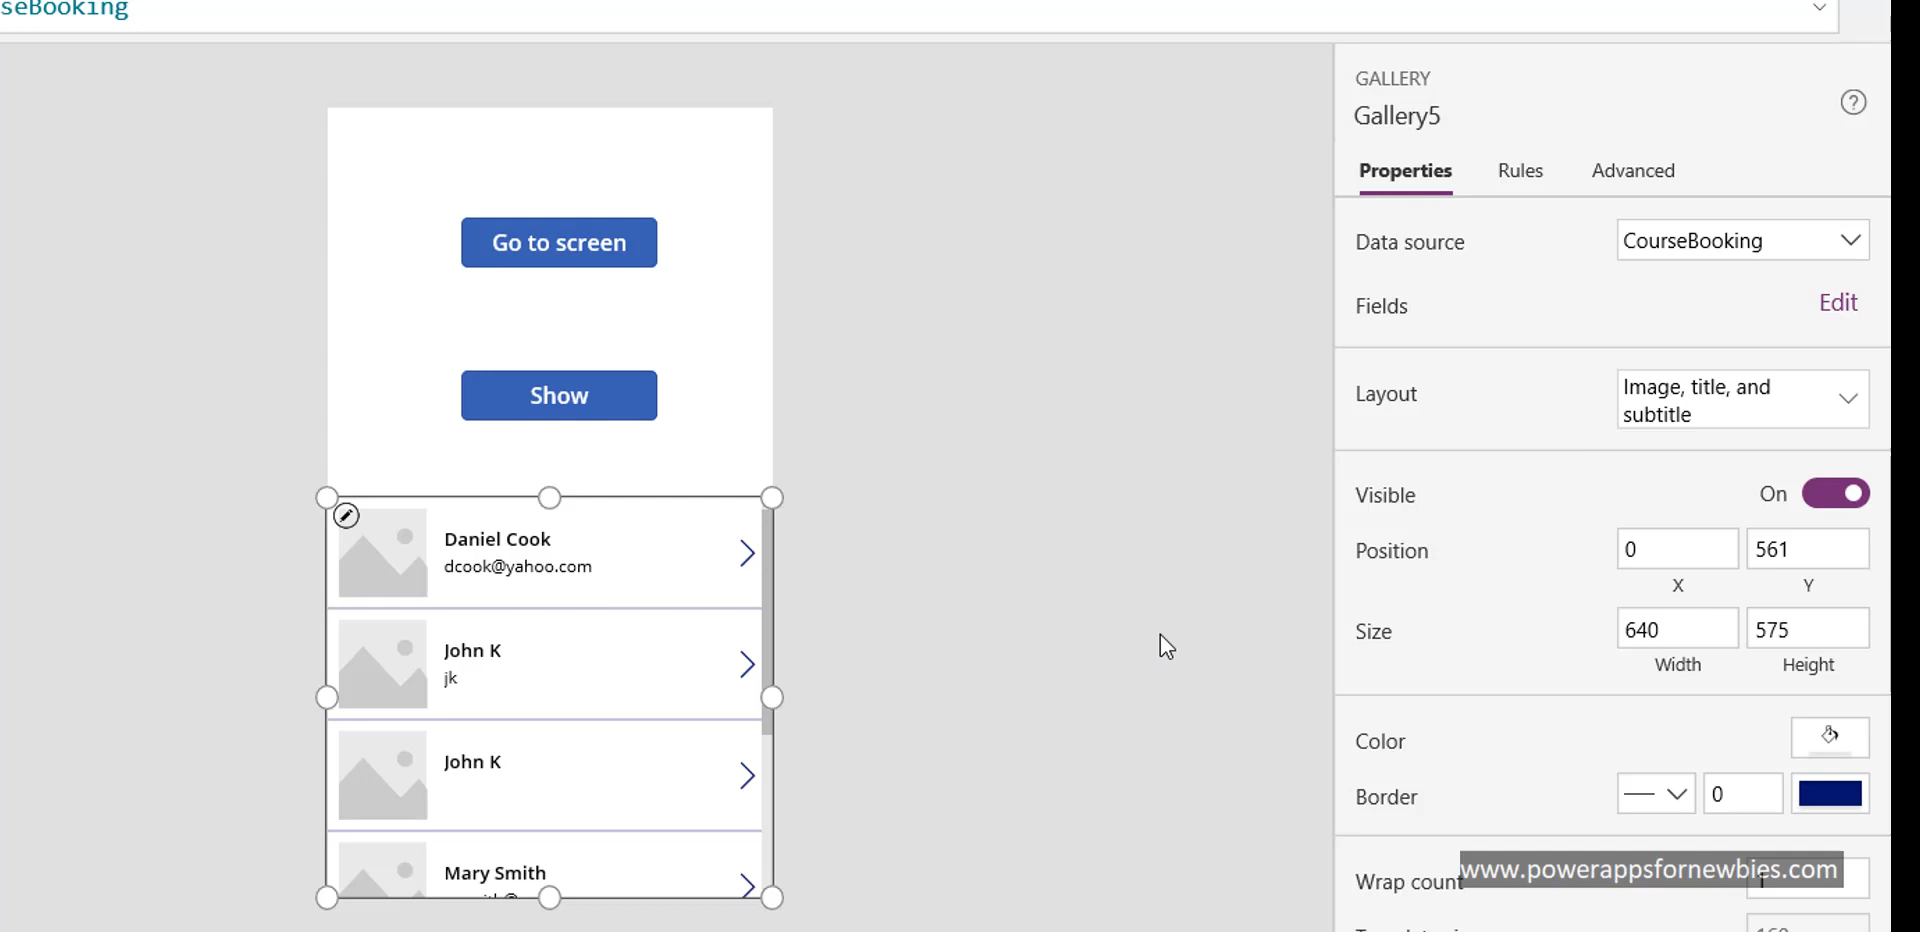 seBooking
GALLERY
Gallery5
Properties Rules Advanced
Data source CourseBooking
Fields Edit
Layout Image, title, and
subtitle
Visible On
Position 0 561
X Y
Size 640 575
Width Height
Color
Border 0
Wrap count 1
www.powerappsfornewbies.com
Go to screen
Show
Daniel Cook
dcook@yahoo.com
John K
jk
John K
Mary Smith